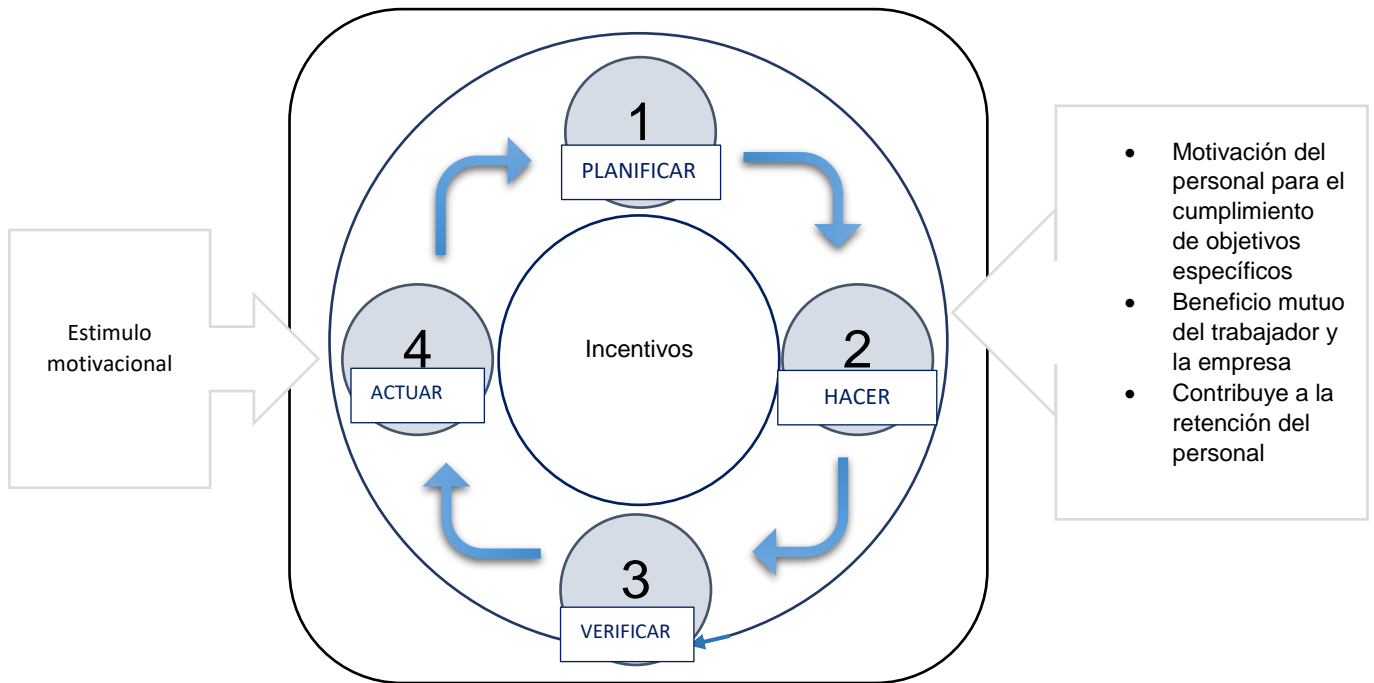 1
PLANIFICAR
Estimulo
motivacional
4
ACTUAR
Incentivos
2
HACER
3
VERIFICAR
• Motivación del
personal para el
cumplimiento
de objetivos
específicos
• Beneficio mutuo
del trabajador y
la empresa
• Contribuye a la
retención del
personal